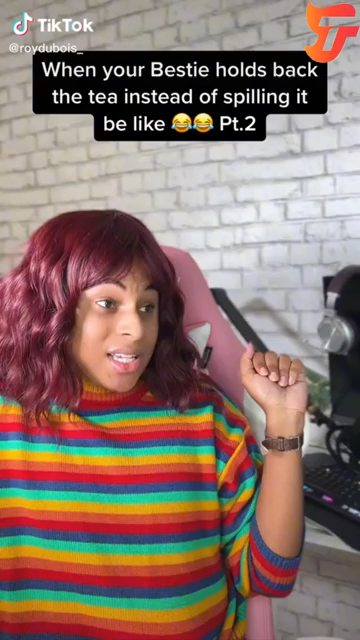 TikTok
@roydubois_
When your Bestie holds back
the tea instead of spilling it
be like 😂😂 Pt.2